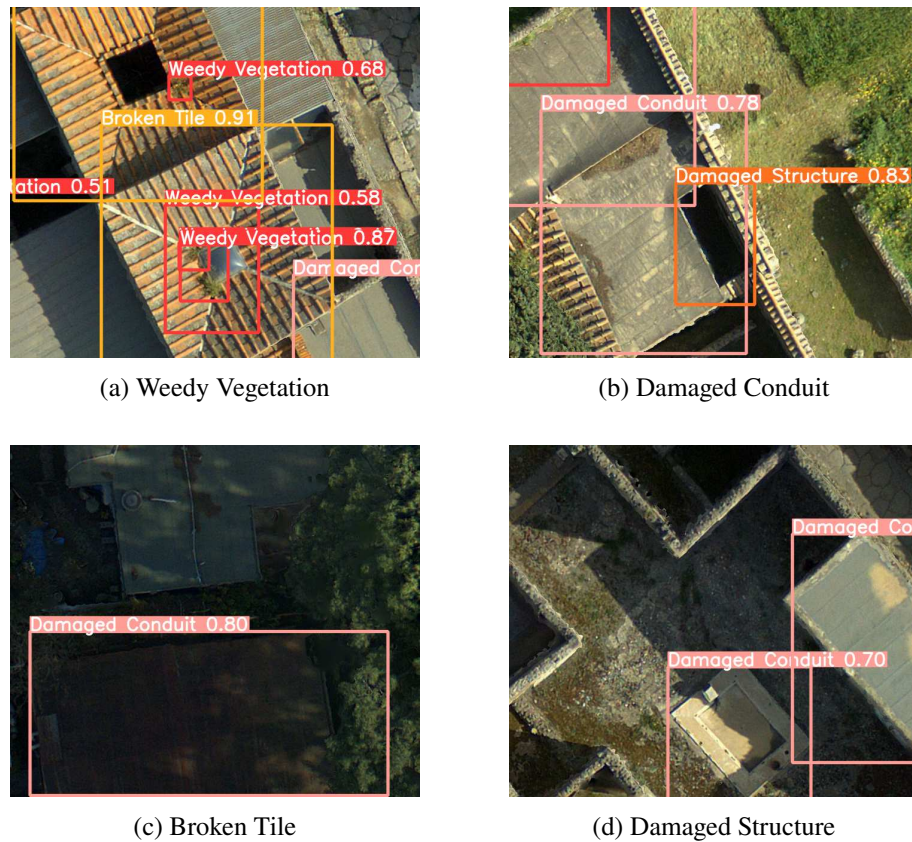 Weedy Vegetation 0.68
Broken Tile 0.91
tation 0.51
Weedy Vegetation 0.58
Weedy Vegetation 0.87
Damaged Con
(a) Weedy Vegetation
Damaged Conduit 0.78
Damaged Structure 0.83
(b) Damaged Conduit
Damaged Conduit 0.80
(c) Broken Tile
Damaged Co
Damaged Conduit 0.70
(d) Damaged Structure